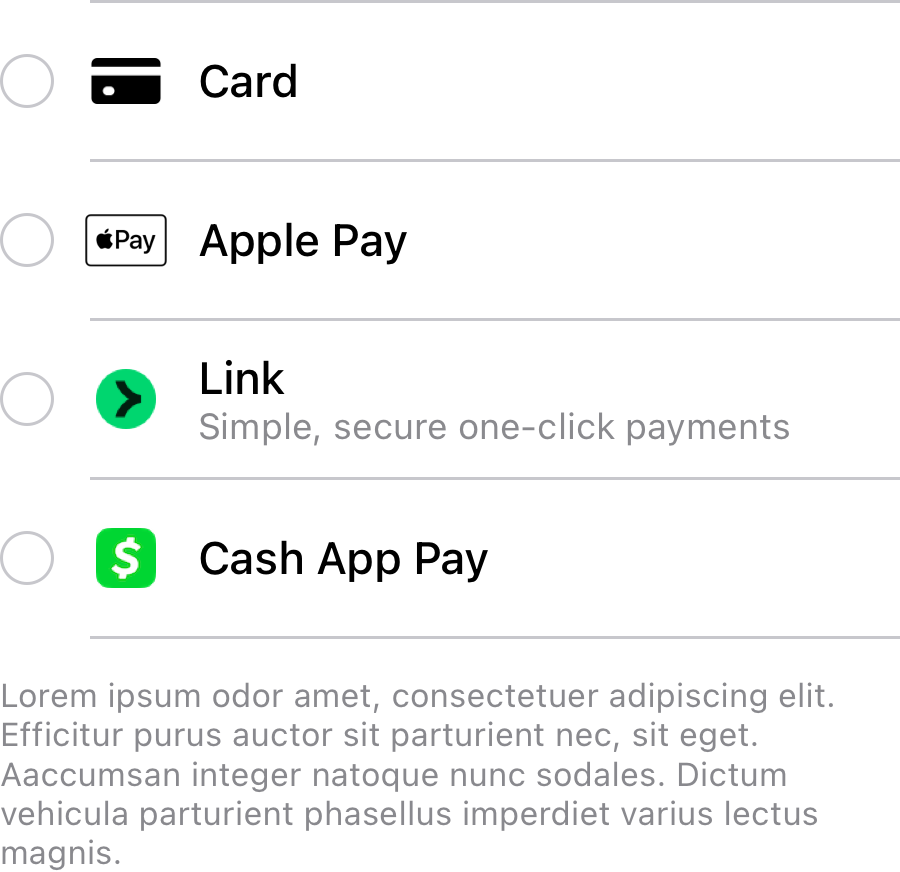 Card
Pay
Apple Pay
Link
Simple, secure one-click payments
$
Cash App Pay
Lorem ipsum odor amet, consectetuer adipiscing elit.
Efficitur purus auctor sit parturient nec, sit eget.
Aaccumsan integer natoque nunc sodales. Dictum
vehicula parturient phasellus imperdiet varius lectus
magnis.